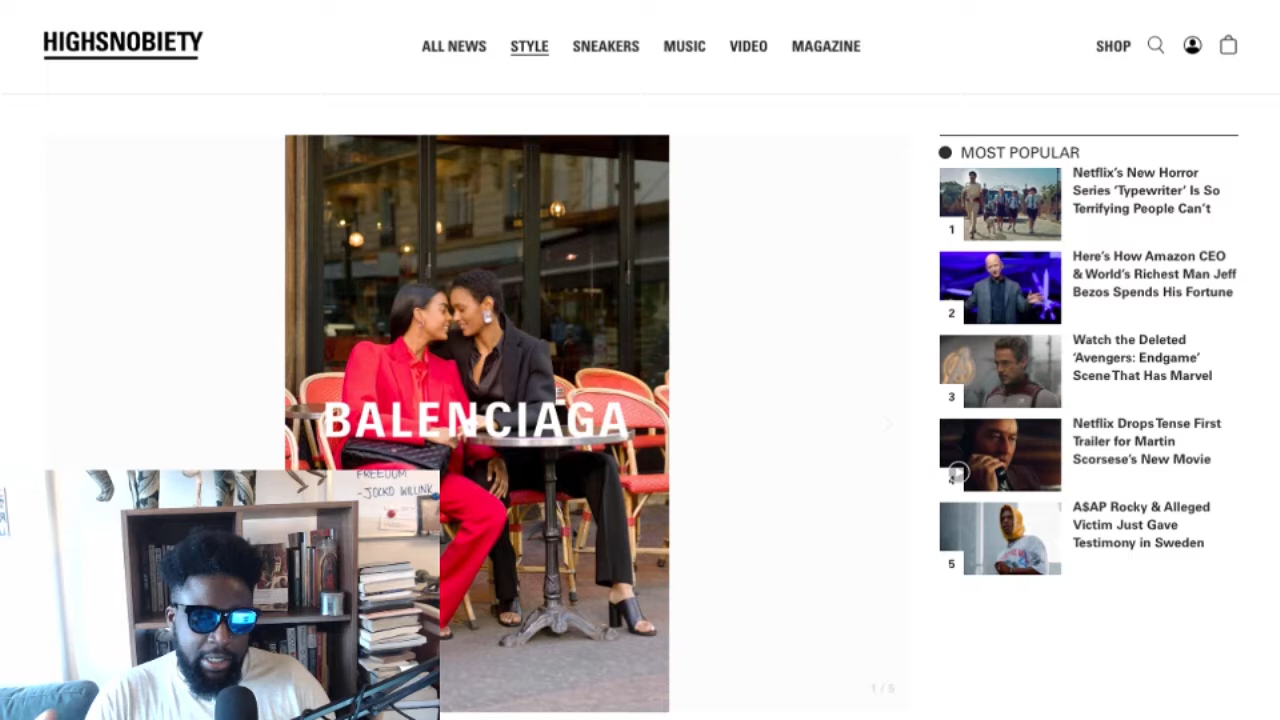 HIGHSNOBIETY
ALL NEWS STYLE SNEAKERS MUSIC VIDEO MAGAZINE
SHOP
BALENCIAGA
1 / 5
MOST POPULAR
Netflix’s New Horror
Series ‘Typewriter’ Is So
Terrifying People Can’t
1
Here’s How Amazon CEO
& World’s Richest Man Jeff
Bezos Spends His Fortune
2
Watch the Deleted
‘Avengers: Endgame’
Scene That Has Marvel
3
Netflix Drops Tense First
Trailer for Martin
Scorsese’s New Movie
4
A$AP Rocky & Alleged
Victim Just Gave
Testimony in Sweden
5
FREEDOM
-JOCKO WILLINK